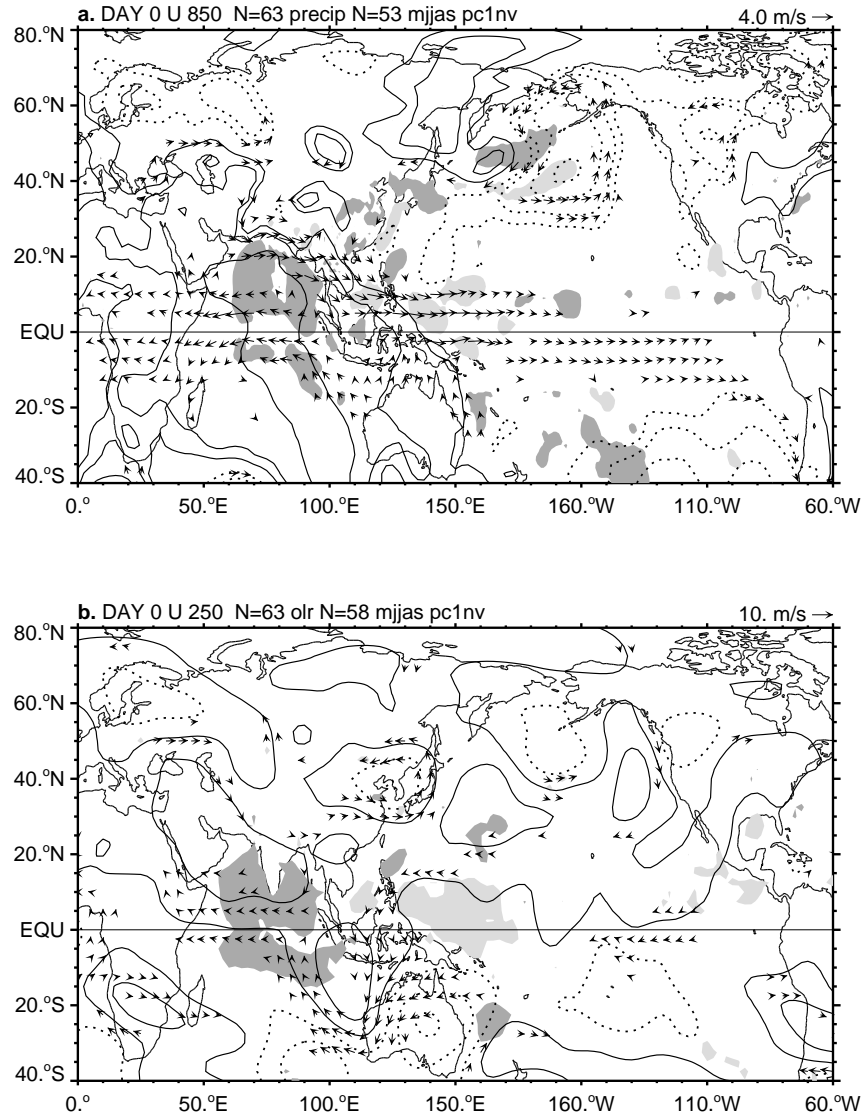 a. DAY 0 U 850  N=63 precip N=53 mjjas pc1nv 4.0 m/s →
80.°N
60.°N
40.°N
20.°N
EQU
20.°S
40.°S
0.° 50.°E 100.°E 150.°E 160.°W 110.°W 60.°W
b. DAY 0 U 250  N=63 olr N=58 mjjas pc1nv 10. m/s →
80.°N
60.°N
40.°N
20.°N
EQU
20.°S
40.°S
0.° 50.°E 100.°E 150.°E 160.°W 110.°W 60.°W